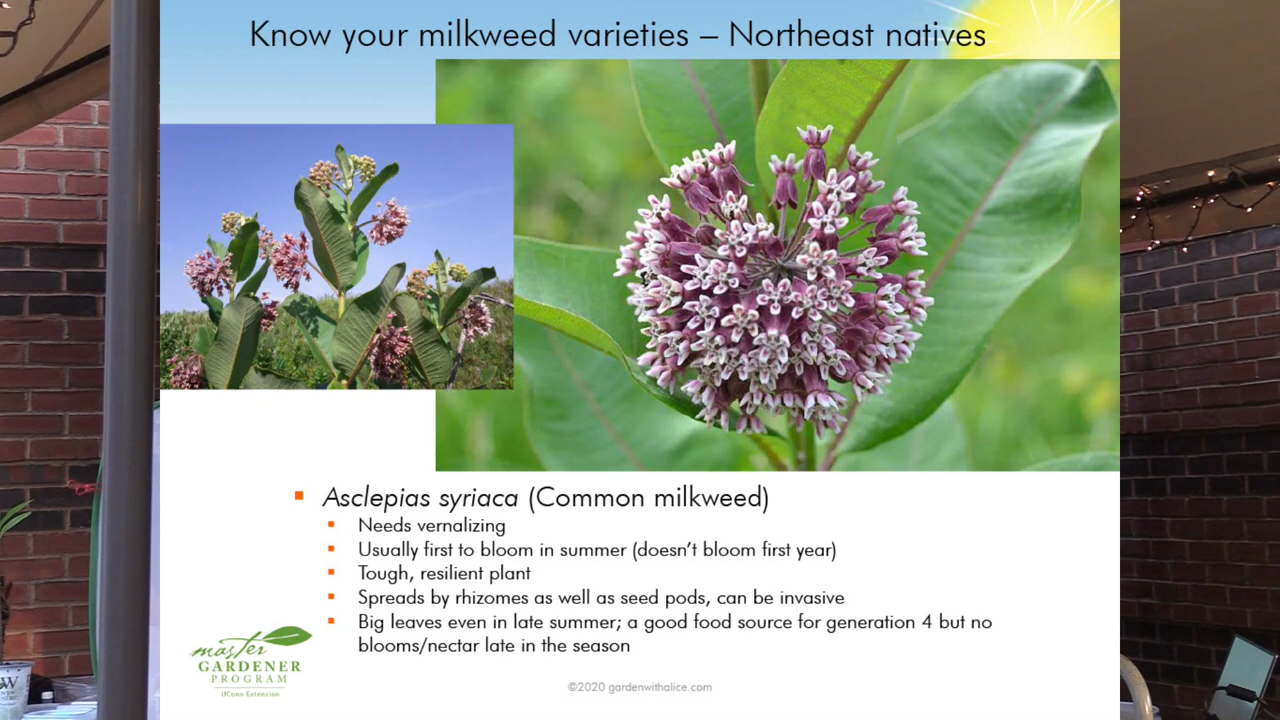 Know your milkweed varieties – Northeast natives
Asclepias syriaca (Common milkweed)
Needs vernalizing
Usually first to bloom in summer (doesn't bloom first year)
Tough, resilient plant
Spreads by rhizomes as well as seed pods, can be invasive
Big leaves even in late summer; a good food source for generation 4 but no
blooms/nectar late in the season
master
GARDENER
PROGRAM
UConn Extension
©2020 gardenwithalice.com